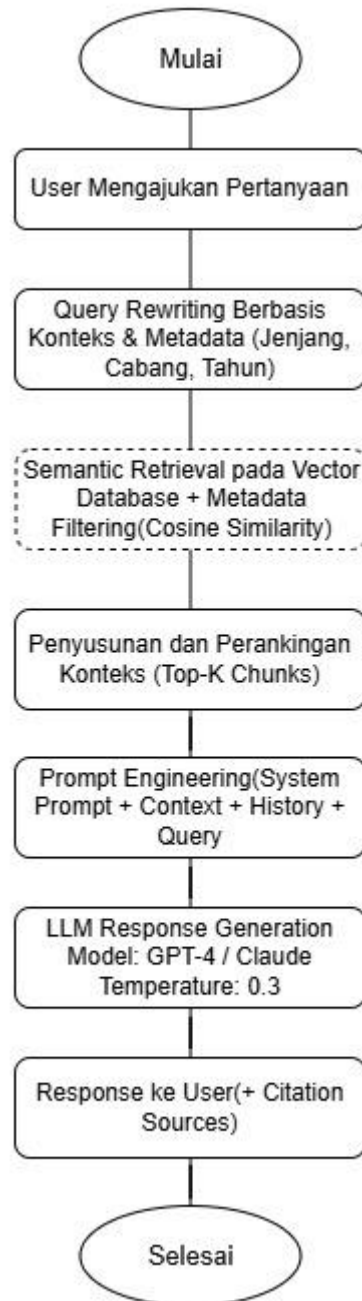 Mulai
User Mengajukan Pertanyaan
Query Rewriting Berbasis
Konteks & Metadata (Jenjang,
Cabang, Tahun)
Semantic Retrieval pada Vector
Database + Metadata
Filtering(Cosine Similarity)
Penyusunan dan Perankingan
Konteks (Top-K Chunks)
Prompt Engineering(System
Prompt + Context + History +
Query
LLM Response Generation
Model: GPT-4 / Claude
Temperature: 0.3
Response ke User(+ Citation
Sources)
Selesai